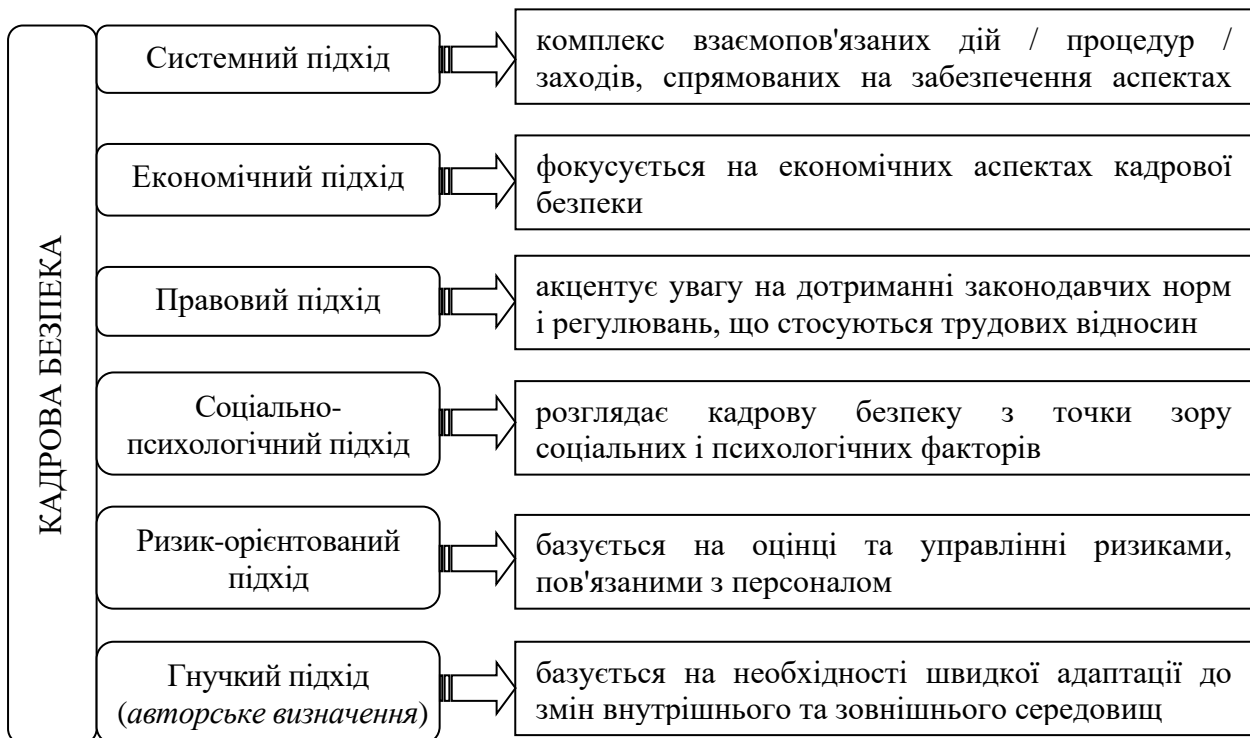 КАДРОВА БЕЗПЕКА
Системний підхід
комплекс взаємопов'язаних дій / процедур /
заходів, спрямованих на забезпечення аспектах
Економічний підхід
фокусується на економічних аспектах кадрової
безпеки
Правовий підхід
акцентує увагу на дотриманні законодавчих норм
і регулювань, що стосуються трудових відносин
Соціально-
психологічний підхід
розглядає кадрову безпеку з точки зору
соціальних і психологічних факторів
Ризик-орієнтований
підхід
базується на оцінці та управлінні ризиками,
пов'язаними з персоналом
Гнучкий підхід
(авторське визначення)
базується на необхідності швидкої адаптації до
змін внутрішнього та зовнішнього середовищ